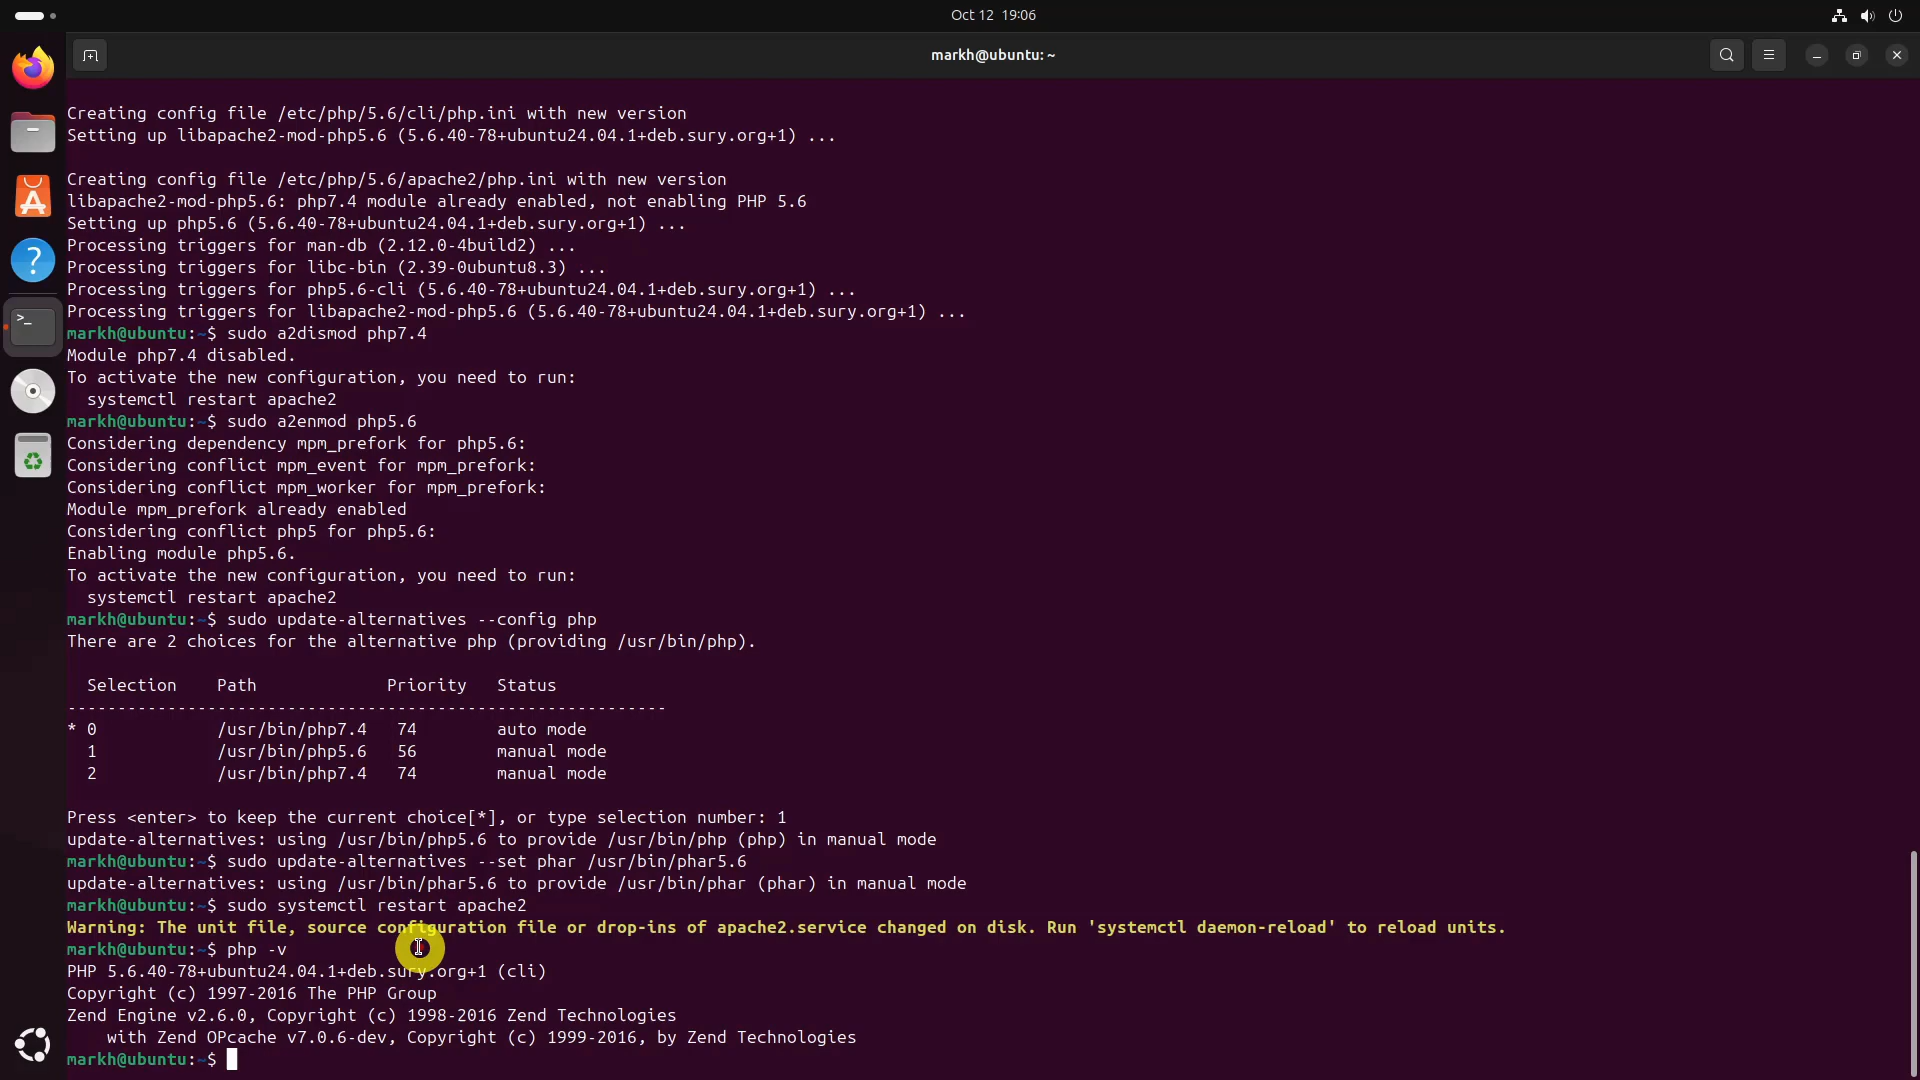 Oct 12 19:06
markh@ubuntu: ~
Creating config file /etc/php/5.6/cli/php.ini with new version
Setting up libapache2-mod-php5.6 (5.6.40-78+ubuntu24.04.1+deb.sury.org+1) ...
Creating config file /etc/php/5.6/apache2/php.ini with new version
libapache2-mod-php5.6: php7.4 module already enabled, not enabling PHP 5.6
Setting up php5.6 (5.6.40-78+ubuntu24.04.1+deb.sury.org+1) ...
Processing triggers for man-db (2.12.0-4build2) ...
Processing triggers for libc-bin (2.39-0ubuntu8.3) ...
Processing triggers for php5.6-cli (5.6.40-78+ubuntu24.04.1+deb.sury.org+1) ...
Processing triggers for libapache2-mod-php5.6 (5.6.40-78+ubuntu24.04.1+deb.sury.org+1) ...
markh@ubuntu:~$ sudo a2dismod php7.4
Module php7.4 disabled.
To activate the new configuration, you need to run:
  systemctl restart apache2
markh@ubuntu:~$ sudo a2enmod php5.6
Considering dependency mpm_prefork for php5.6:
Considering conflict mpm_event for mpm_prefork:
Considering conflict mpm_worker for mpm_prefork:
Module mpm_prefork already enabled
Considering conflict php5 for php5.6:
Enabling module php5.6.
To activate the new configuration, you need to run:
  systemctl restart apache2
markh@ubuntu:~$ sudo update-alternatives --config php
There are 2 choices for the alternative php (providing /usr/bin/php).
  Selection    Path             Priority   Status
------------------------------------------------------------
* 0            /usr/bin/php7.4   74        auto mode
  1            /usr/bin/php5.6   56        manual mode
  2            /usr/bin/php7.4   74        manual mode
Press <enter> to keep the current choice[*], or type selection number: 1
update-alternatives: using /usr/bin/php5.6 to provide /usr/bin/php (php) in manual mode
markh@ubuntu:~$ sudo update-alternatives --set phar /usr/bin/phar5.6
update-alternatives: using /usr/bin/phar5.6 to provide /usr/bin/phar (phar) in manual mode
markh@ubuntu:~$ sudo systemctl restart apache2
Warning: The unit file, source configuration file or drop-ins of apache2.service changed on disk. Run 'systemctl daemon-reload' to reload units.
markh@ubuntu:~$ php -v
PHP 5.6.40-78+ubuntu24.04.1+deb.sury.org+1 (cli)
Copyright (c) 1997-2016 The PHP Group
Zend Engine v2.6.0, Copyright (c) 1998-2016 Zend Technologies
    with Zend OPcache v7.0.6-dev, Copyright (c) 1999-2016, by Zend Technologies
markh@ubuntu:~$